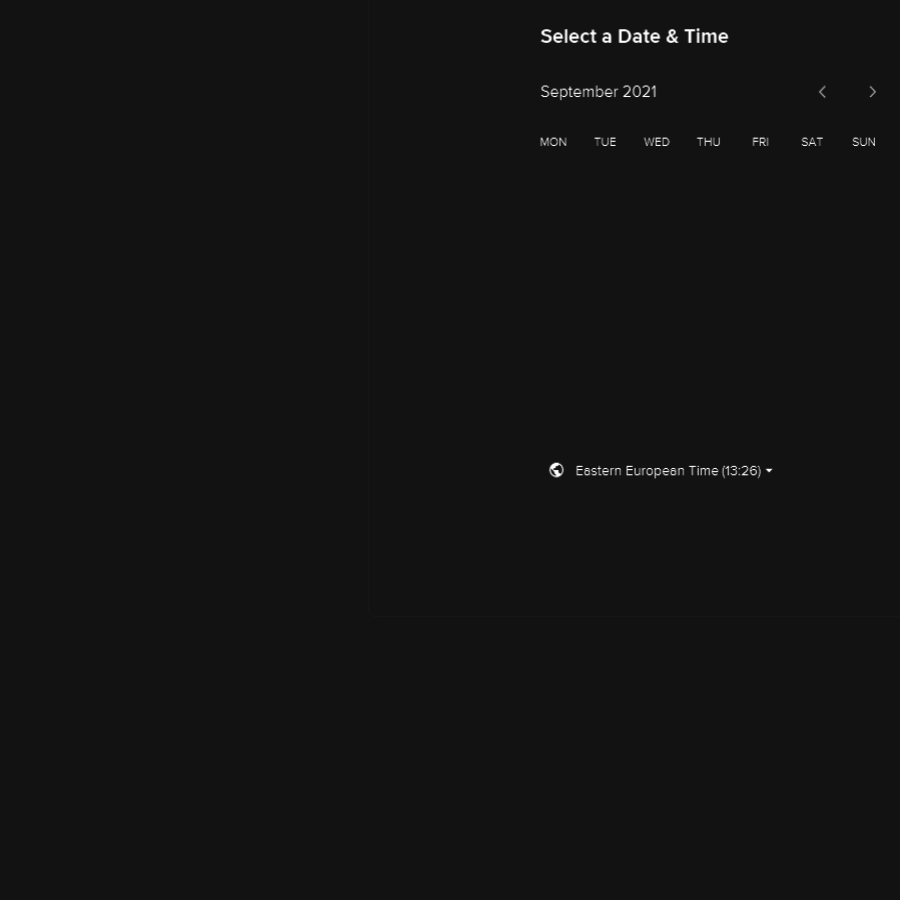 Select a Date & Time
September 2021
MON TUE WED THU FRI SAT SUN
Eastern European Time (13:26)